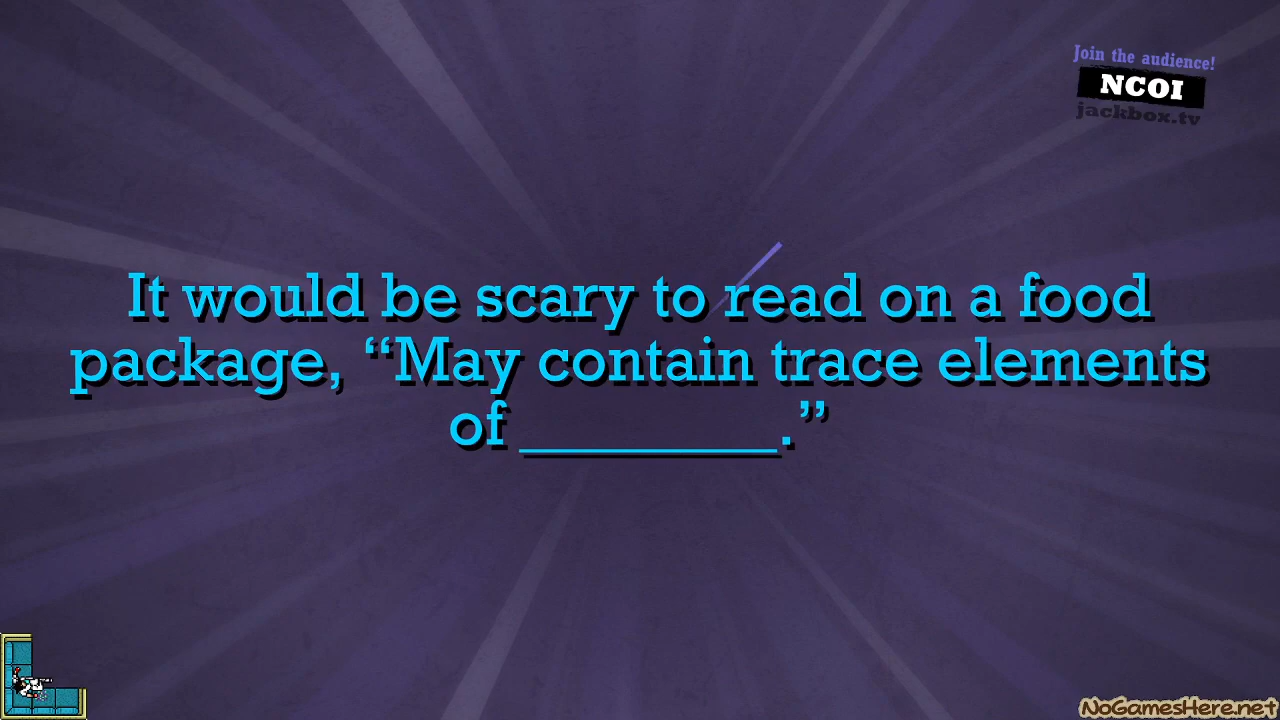 Join the audience!
NCOI
jackbox.tv
It would be scary to read on a food
package, “May contain trace elements
of ________.”
NoGamesHere.net